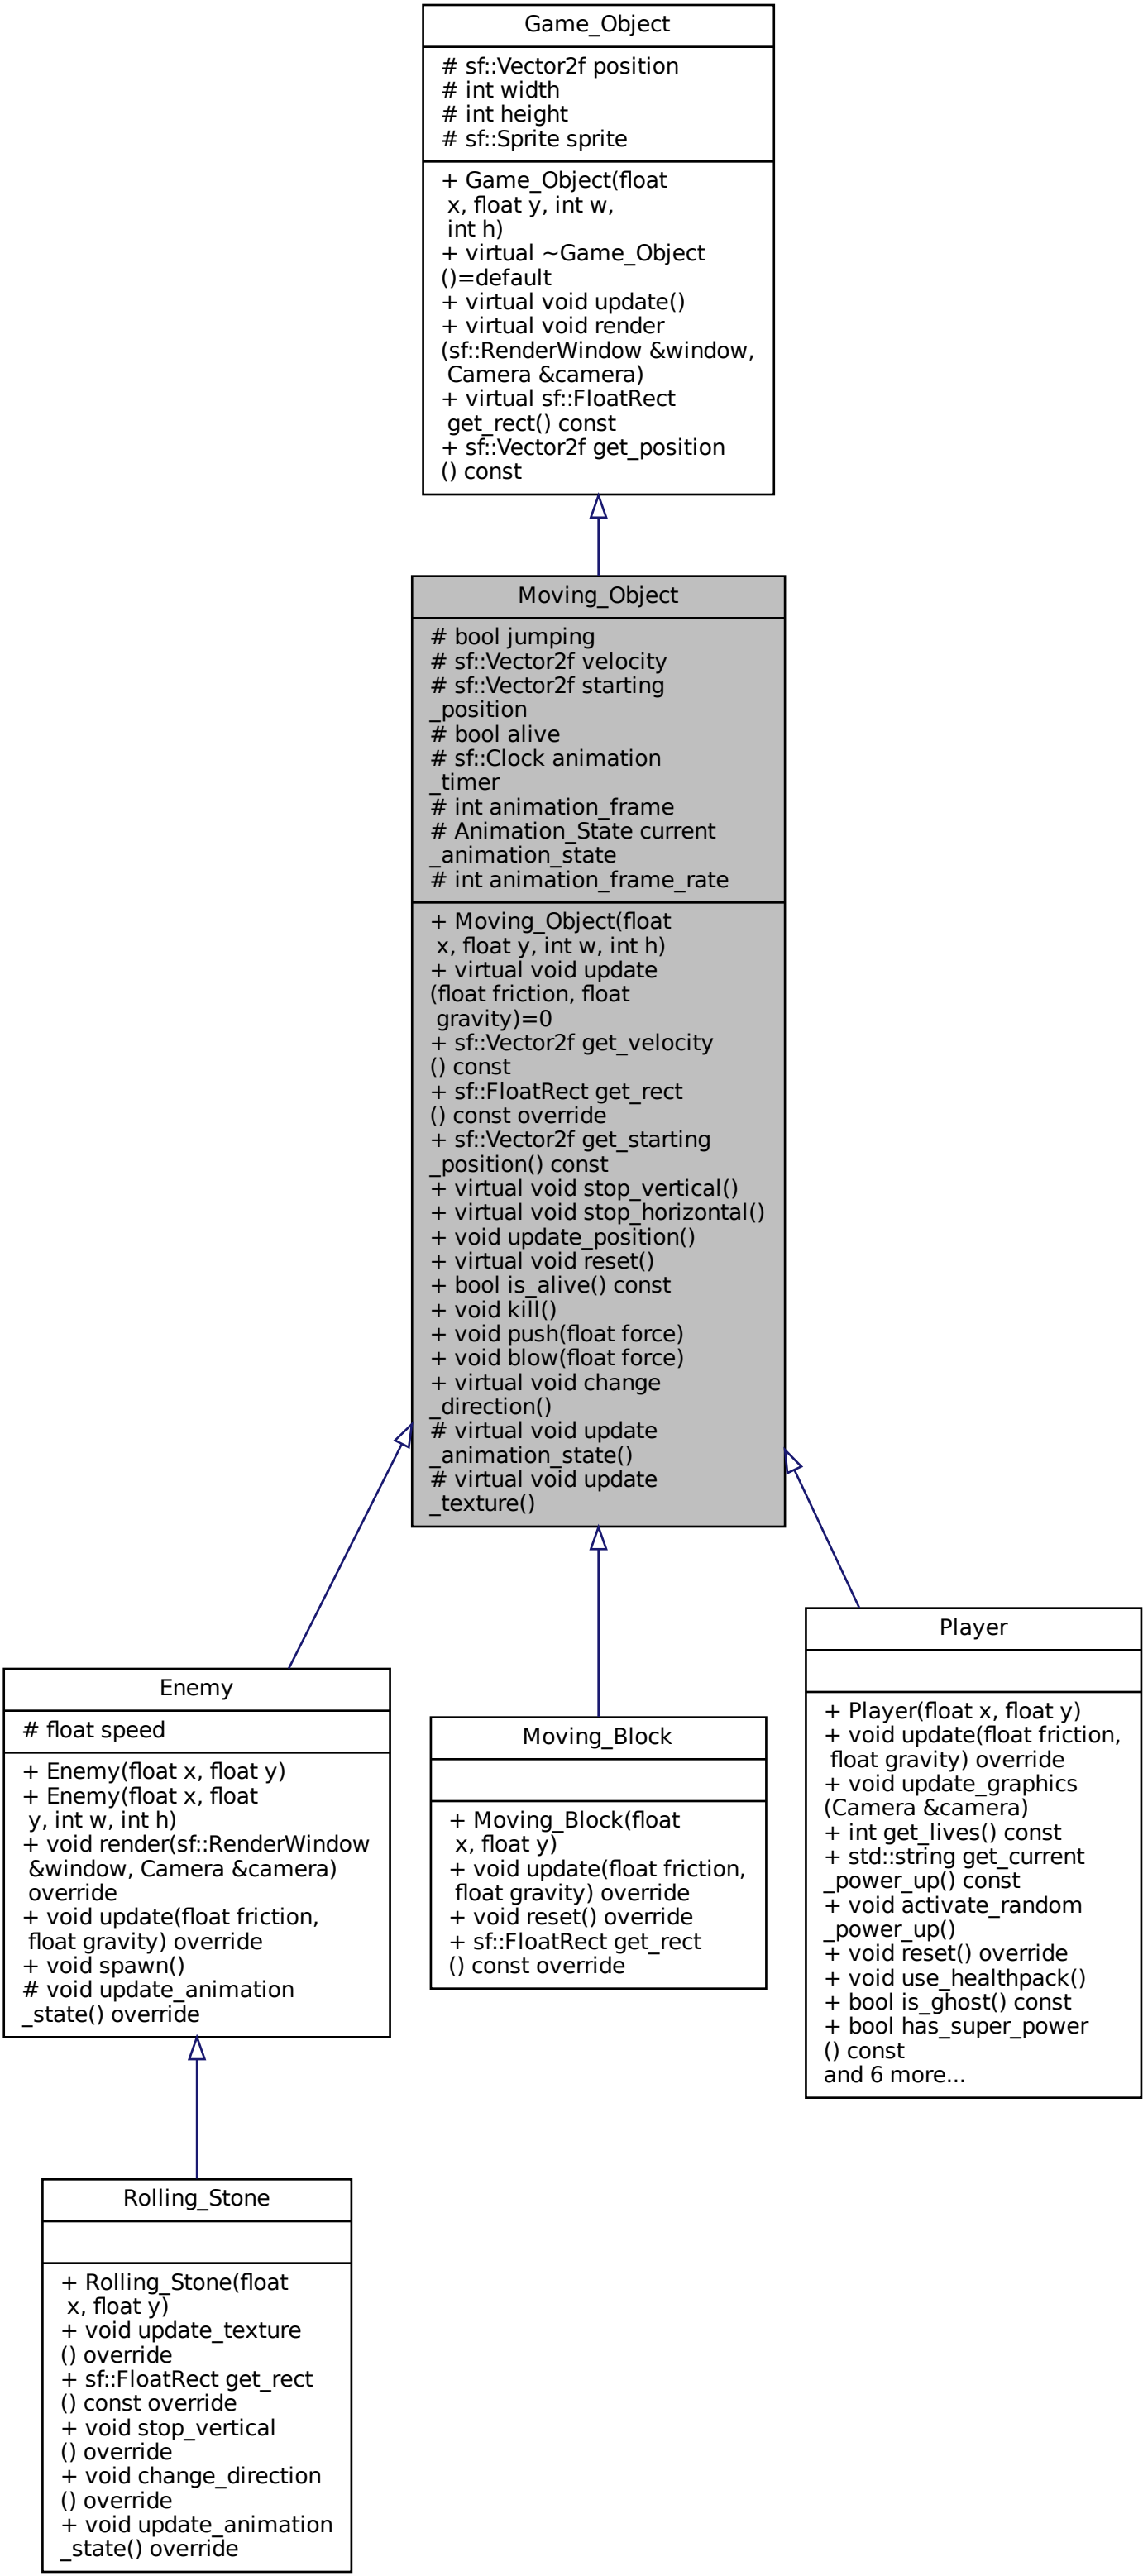 Game_Object
# sf::Vector2f position
# int width
# int height
# sf::Sprite sprite
+ Game_Object(float
x, float y, int w,
int h)
+ virtual ~Game_Object
()=default
+ virtual void update()
+ virtual void render
(sf::RenderWindow &window,
Camera &camera)
+ virtual sf::FloatRect
get_rect() const
+ sf::Vector2f get_position
() const
Moving_Object
# bool jumping
# sf::Vector2f velocity
# sf::Vector2f starting
_position
# bool alive
# sf::Clock animation
_timer
# int animation_frame
# Animation_State current
_animation_state
# int animation_frame_rate
+ Moving_Object(float
x, float y, int w, int h)
+ virtual void update
(float friction, float
gravity)=0
+ sf::Vector2f get_velocity
() const
+ sf::FloatRect get_rect
() const override
+ sf::Vector2f get_starting
_position() const
+ virtual void stop_vertical()
+ virtual void stop_horizontal()
+ void update_position()
+ virtual void reset()
+ bool is_alive() const
+ void kill()
+ void push(float force)
+ void blow(float force)
+ virtual void change
_direction()
# virtual void update
_animation_state()
# virtual void update
_texture()
Enemy
# float speed
+ Enemy(float x, float y)
+ Enemy(float x, float
y, int w, int h)
+ void render(sf::RenderWindow
&window, Camera &camera)
override
+ void update(float friction,
float gravity) override
+ void spawn()
# void update_animation
_state() override
Moving_Block
+ Moving_Block(float
x, float y)
+ void update(float friction,
float gravity) override
+ void reset() override
+ sf::FloatRect get_rect
() const override
Player
+ Player(float x, float y)
+ void update(float friction,
float gravity) override
+ void update_graphics
(Camera &camera)
+ int get_lives() const
+ std::string get_current
_power_up() const
+ void activate_random
_power_up()
+ void reset() override
+ void use_healthpack()
+ bool is_ghost() const
+ bool has_super_power
() const
and 6 more...
Rolling_Stone
+ Rolling_Stone(float
x, float y)
+ void update_texture
() override
+ sf::FloatRect get_rect
() const override
+ void stop_vertical
() override
+ void change_direction
() override
+ void update_animation
_state() override